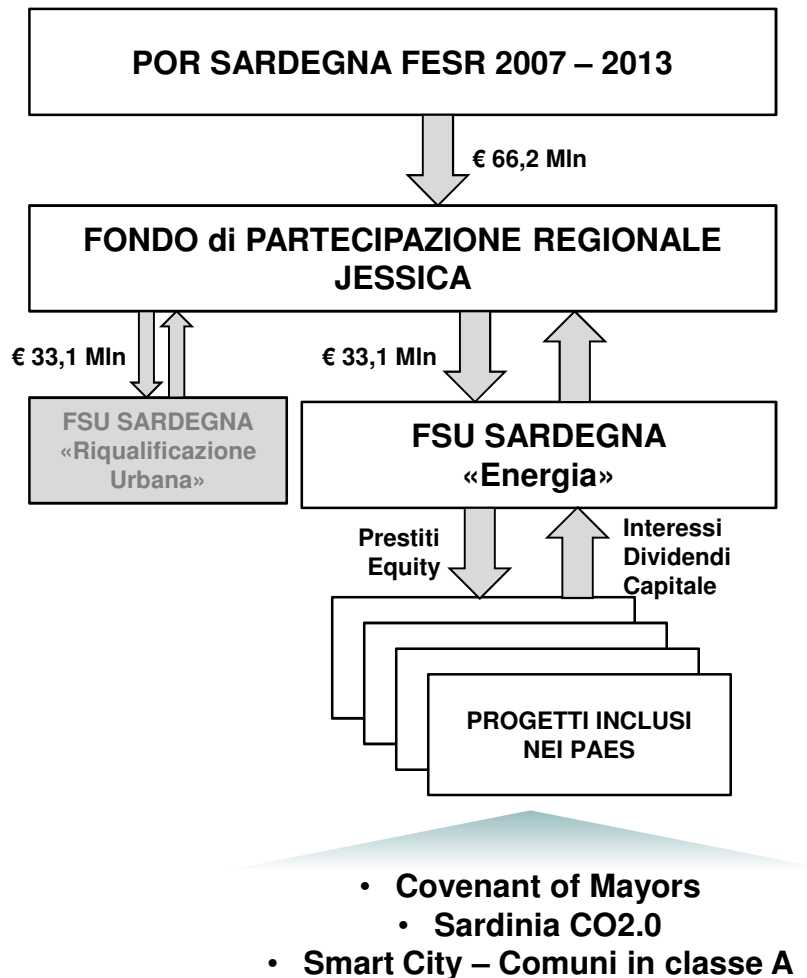 POR SARDEGNA FESR 2007 – 2013
€ 66,2 Mln
FONDO di PARTECIPAZIONE REGIONALE
JESSICA
€ 33,1 Mln
€ 33,1 Mln
FSU SARDEGNA
«Riqualificazione
Urbana»
FSU SARDEGNA
«Energia»
Prestiti
Equity
Interessi
Dividendi
Capitale
PROGETTI INCLUSI
NEI PAES
• Covenant of Mayors
• Sardinia CO2.0
• Smart City – Comuni in classe A